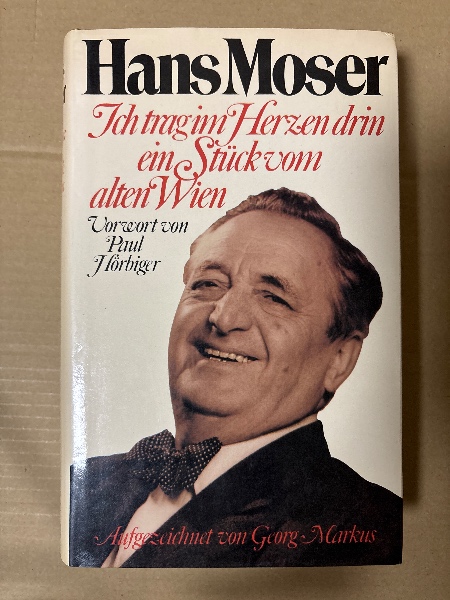 Hans Moser
Ich trag im Herzen drin
ein Stück vom
alten Wien
Vorwort von
Paul
Hörbiger
Aufgezeichnet von Georg Markus